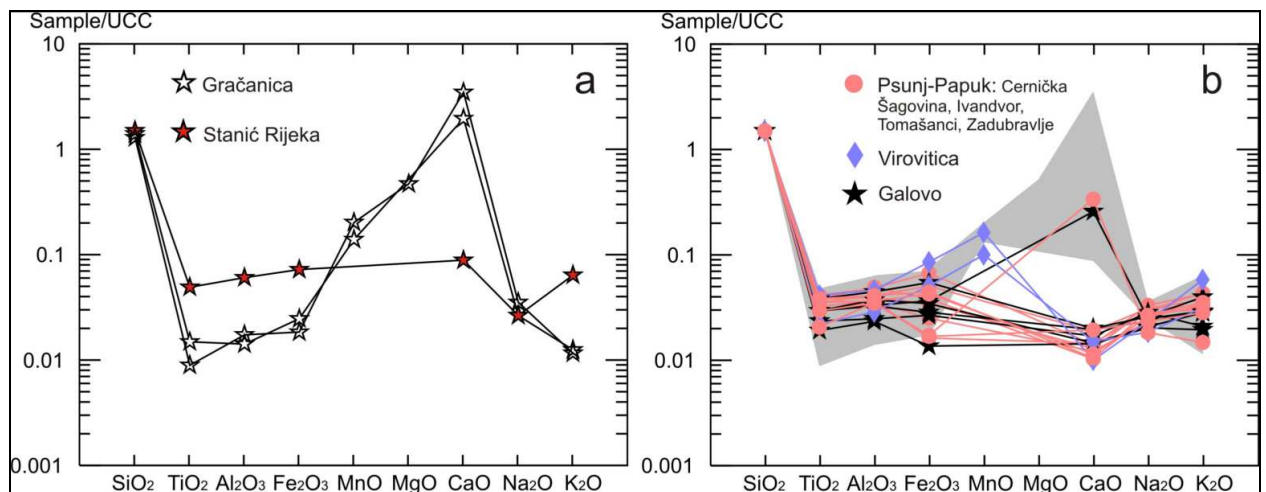 Sample/UCC
10
1
0.1
0.01
0.001
a
Gračanica
Stanić Rijeka
SiO₂ TiO₂ Al₂O₃ Fe₂O₃ MnO MgO CaO Na₂O K₂O
Sample/UCC
10
1
0.1
0.01
0.001
b
Psunj-Papuk: Cernička
Šagovina, Ivandvor,
Tomašanci, Zadubravlje
Virovitica
Galovo
SiO₂ TiO₂ Al₂O₃ Fe₂O₃ MnO MgO CaO Na₂O K₂O